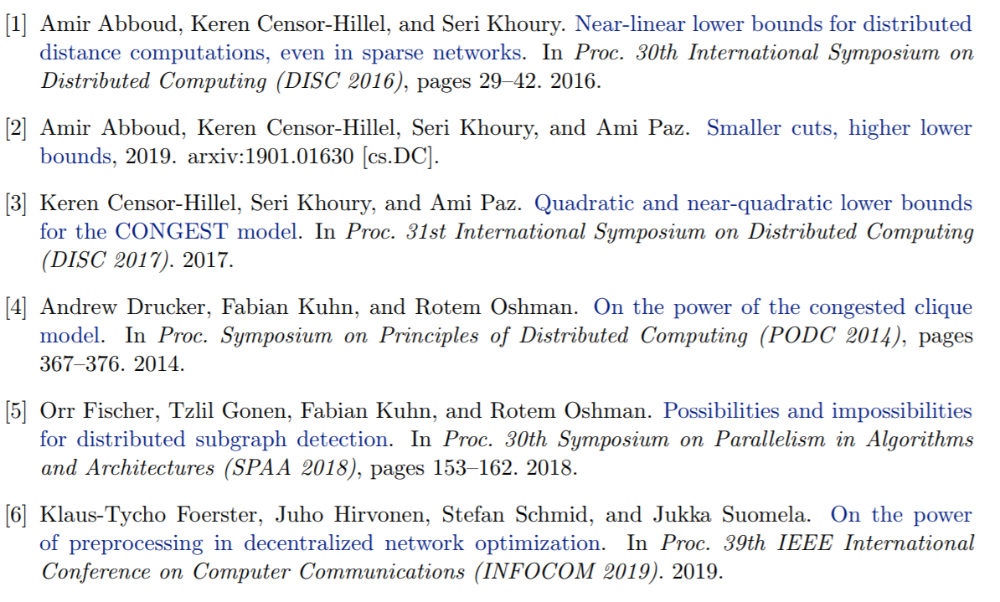 [1] Amir Abboud, Keren Censor-Hillel, and Seri Khoury. Near-linear lower bounds for distributed
distance computations, even in sparse networks. In Proc. 30th International Symposium on
Distributed Computing (DISC 2016), pages 29–42. 2016.
[2] Amir Abboud, Keren Censor-Hillel, Seri Khoury, and Ami Paz. Smaller cuts, higher lower
bounds, 2019. arxiv:1901.01630 [cs.DC].
[3] Keren Censor-Hillel, Seri Khoury, and Ami Paz. Quadratic and near-quadratic lower bounds
for the CONGEST model. In Proc. 31st International Symposium on Distributed Computing
(DISC 2017). 2017.
[4] Andrew Drucker, Fabian Kuhn, and Rotem Oshman. On the power of the congested clique
model. In Proc. Symposium on Principles of Distributed Computing (PODC 2014), pages
367–376. 2014.
[5] Orr Fischer, Tzlil Gonen, Fabian Kuhn, and Rotem Oshman. Possibilities and impossibilities
for distributed subgraph detection. In Proc. 30th Symposium on Parallelism in Algorithms
and Architectures (SPAA 2018), pages 153–162. 2018.
[6] Klaus-Tycho Foerster, Juho Hirvonen, Stefan Schmid, and Jukka Suomela. On the power
of preprocessing in decentralized network optimization. In Proc. 39th IEEE International
Conference on Computer Communications (INFOCOM 2019). 2019.